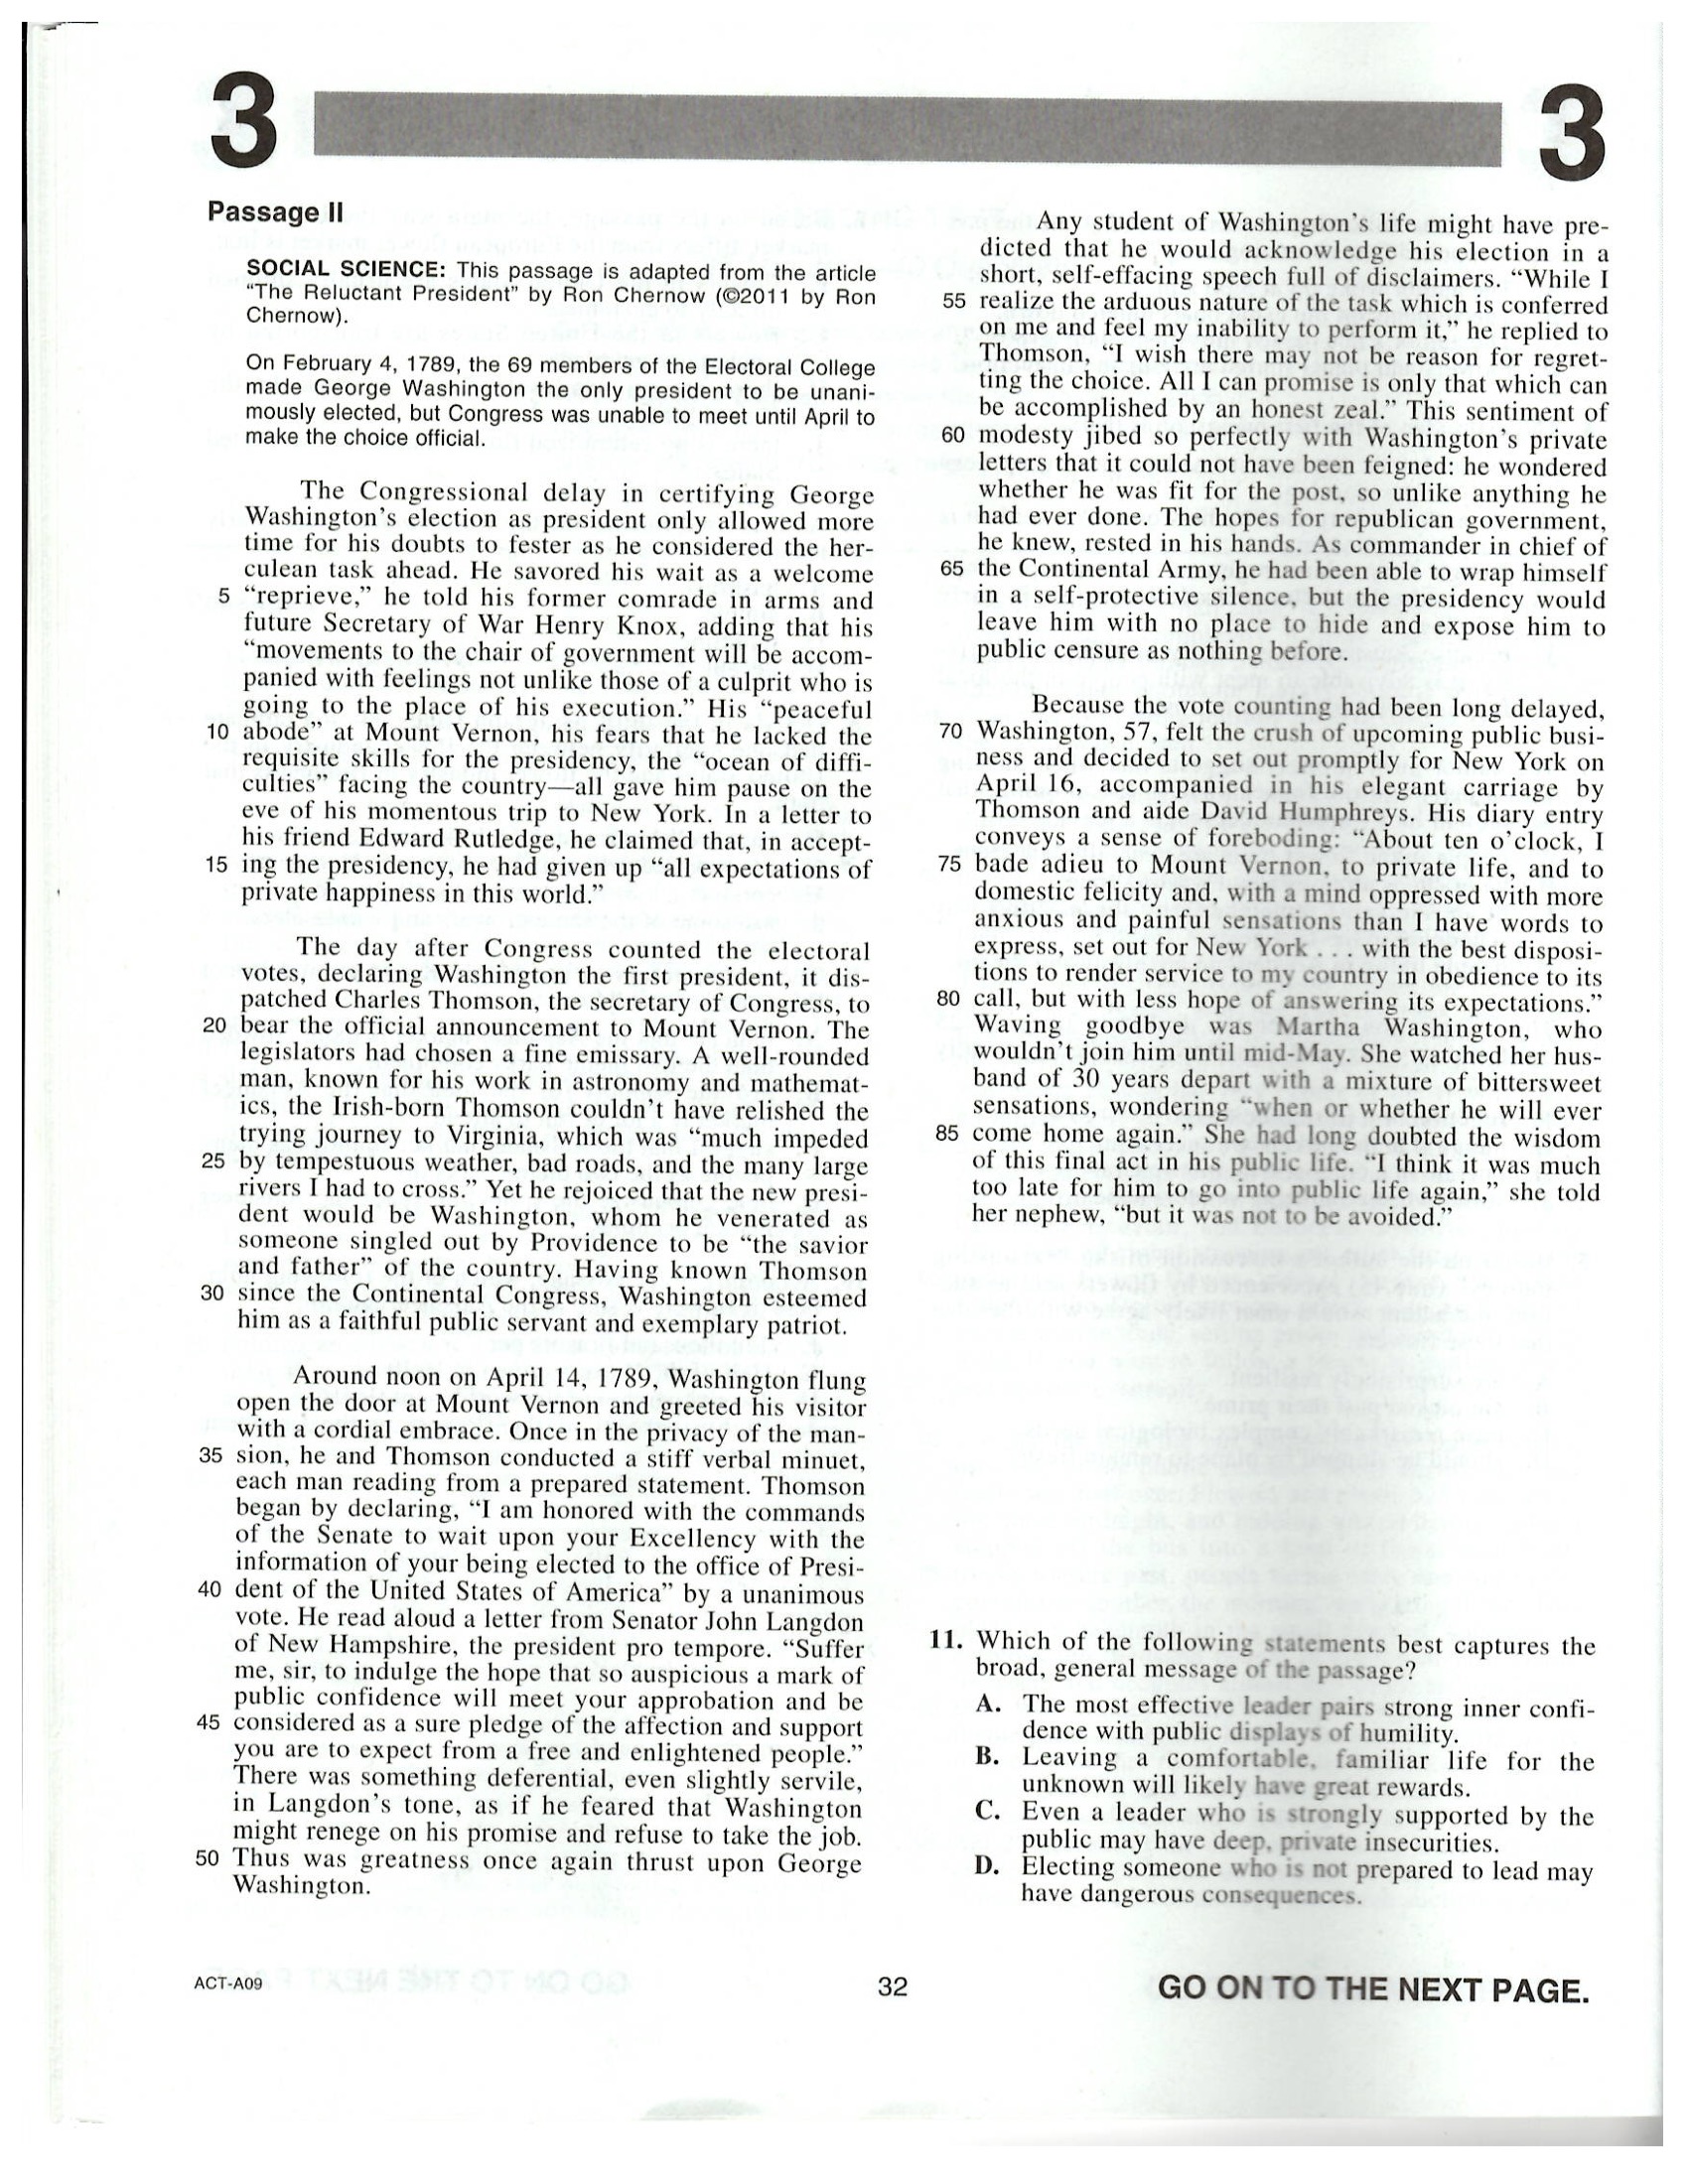 3 3
Passage II
SOCIAL SCIENCE: This passage is adapted from the article
“The Reluctant President” by Ron Chernow (©2011 by Ron
Chernow).
On February 4, 1789, the 69 members of the Electoral College
made George Washington the only president to be unani-
mously elected, but Congress was unable to meet until April to
make the choice official.
The Congressional delay in certifying George
Washington’s election as president only allowed more
time for his doubts to fester as he considered the her-
culean task ahead. He savored his wait as a welcome
5 “reprieve,” he told his former comrade in arms and
future Secretary of War Henry Knox, adding that his
“movements to the chair of government will be accom-
panied with feelings not unlike those of a culprit who is
going to the place of his execution.” His “peaceful
10 abode” at Mount Vernon, his fears that he lacked the
requisite skills for the presidency, the “ocean of diffi-
culties” facing the country—all gave him pause on the
eve of his momentous trip to New York. In a letter to
his friend Edward Rutledge, he claimed that, in accept-
15 ing the presidency, he had given up “all expectations of
private happiness in this world.”
The day after Congress counted the electoral
votes, declaring Washington the first president, it dis-
patched Charles Thomson, the secretary of Congress, to
20 bear the official announcement to Mount Vernon. The
legislators had chosen a fine emissary. A well-rounded
man, known for his work in astronomy and mathemat-
ics, the Irish-born Thomson couldn’t have relished the
trying journey to Virginia, which was “much impeded
25 by tempestuous weather, bad roads, and the many large
rivers I had to cross.” Yet he rejoiced that the new presi-
dent would be Washington, whom he venerated as
someone singled out by Providence to be “the savior
and father” of the country. Having known Thomson
30 since the Continental Congress, Washington esteemed
him as a faithful public servant and exemplary patriot.
Around noon on April 14, 1789, Washington flung
open the door at Mount Vernon and greeted his visitor
with a cordial embrace. Once in the privacy of the man-
35 sion, he and Thomson conducted a stiff verbal minuet,
each man reading from a prepared statement. Thomson
began by declaring, “I am honored with the commands
of the Senate to wait upon your Excellency with the
information of your being elected to the office of Presi-
40 dent of the United States of America” by a unanimous
vote. He read aloud a letter from Senator John Langdon
of New Hampshire, the president pro tempore. “Suffer
me, sir, to indulge the hope that so auspicious a mark of
public confidence will meet your approbation and be
45 considered as a sure pledge of the affection and support
you are to expect from a free and enlightened people.”
There was something deferential, even slightly servile,
in Langdon’s tone, as if he feared that Washington
might renege on his promise and refuse to take the job.
50 Thus was greatness once again thrust upon George
Washington.
Any student of Washington’s life might have pre-
dicted that he would acknowledge his election in a
short, self-effacing speech full of disclaimers. “While I
55 realize the arduous nature of the task which is conferred
on me and feel my inability to perform it,” he replied to
Thomson, “I wish there may not be reason for regret-
ting the choice. All I can promise is only that which can
be accomplished by an honest zeal.” This sentiment of
60 modesty jibed so perfectly with Washington’s private
letters that it could not have been feigned: he wondered
whether he was fit for the post, so unlike anything he
had ever done. The hopes for republican government,
he knew, rested in his hands. As commander in chief of
65 the Continental Army, he had been able to wrap himself
in a self-protective silence, but the presidency would
leave him with no place to hide and expose him to
public censure as nothing before.
Because the vote counting had been long delayed,
70 Washington, 57, felt the crush of upcoming public busi-
ness and decided to set out promptly for New York on
April 16, accompanied in his elegant carriage by
Thomson and aide David Humphreys. His diary entry
conveys a sense of foreboding: “About ten o’clock, I
75 bade adieu to Mount Vernon, to private life, and to
domestic felicity and, with a mind oppressed with more
anxious and painful sensations than I have words to
express, set out for New York . . . with the best disposi-
tions to render service to my country in obedience to its
80 call, but with less hope of answering its expectations.”
Waving goodbye was Martha Washington, who
wouldn’t join him until mid-May. She watched her hus-
band of 30 years depart with a mixture of bittersweet
sensations, wondering “when or whether he will ever
85 come home again.” She had long doubted the wisdom
of this final act in his public life. “I think it was much
too late for him to go into public life again,” she told
her nephew, “but it was not to be avoided.”
11. Which of the following statements best captures the
broad, general message of the passage?
A. The most effective leader pairs strong inner confi-
dence with public displays of humility.
B. Leaving a comfortable, familiar life for the
unknown will likely have great rewards.
C. Even a leader who is strongly supported by the
public may have deep, private insecurities.
D. Electing someone who is not prepared to lead may
have dangerous consequences.
ACT-A09 32 GO ON TO THE NEXT PAGE.